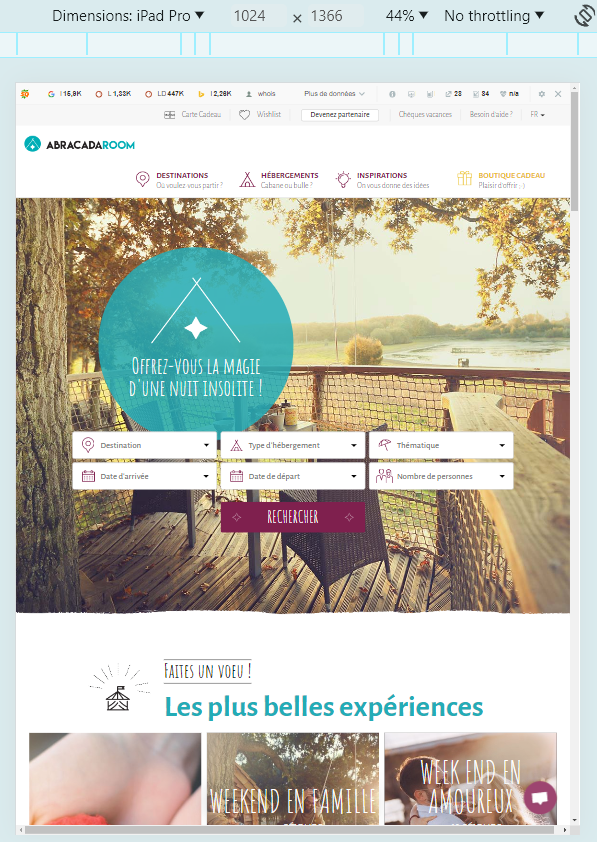 Dimensions: iPad Pro ▼ 1024 × 1366 44% ▼ No throttling ▼
I 15,9K L 1,33K LD 447K I 2,26K whois Plus de données 28 84 n/a
Carte Cadeau Wishlist Devenez partenaire Chèques vacances Besoin d'aide ? FR
ABRACADAROOM
DESTINATIONS HÉBERGEMENTS INSPIRATIONS BOUTIQUE CADEAU
Où voulez-vous partir ? Cabane ou bulle ? On vous donne des idées Plaisir d'offrir ; )
Offrez-vous la magie
d'une nuit insolite !
Destination Type d'hébergement Thématique
Date d'arrivée Date de départ Nombre de personnes
RECHERCHER
Faites un voeu !
Les plus belles expériences
WEEKEND EN FAMILLE
WEEK END EN
AMOUREUX